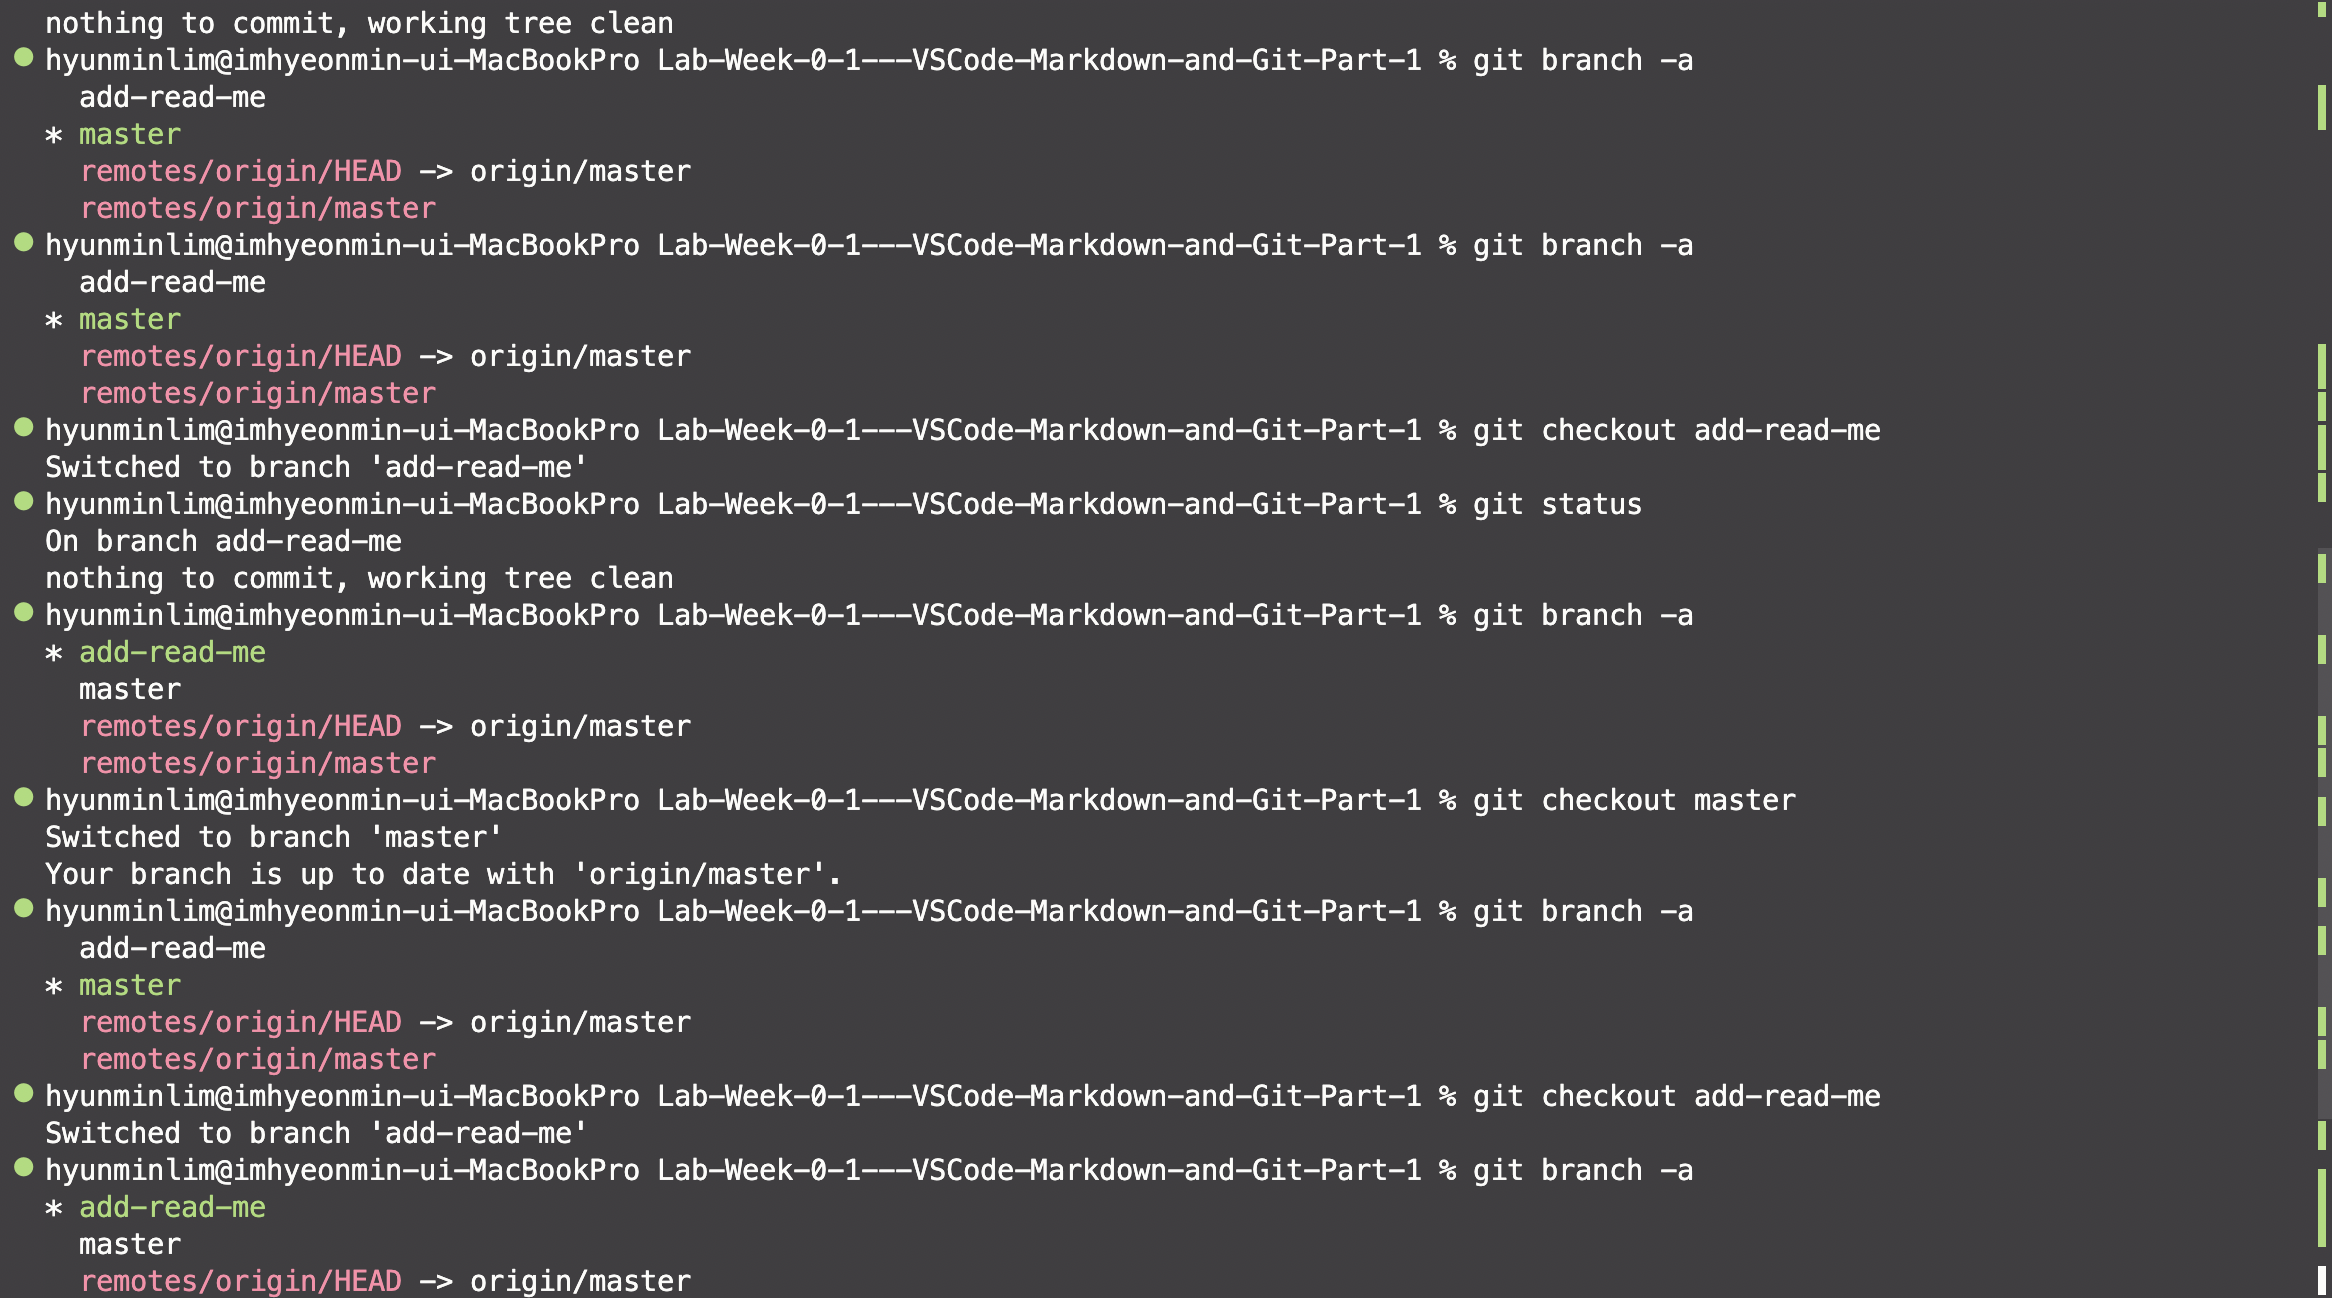 nothing to commit, working tree clean
hyunminlim@imhyeonmin-ui-MacBookPro Lab-Week-0-1---VSCode-Markdown-and-Git-Part-1 % git branch -a
add-read-me
* master
remotes/origin/HEAD -> origin/master
remotes/origin/master
hyunminlim@imhyeonmin-ui-MacBookPro Lab-Week-0-1---VSCode-Markdown-and-Git-Part-1 % git branch -a
add-read-me
* master
remotes/origin/HEAD -> origin/master
remotes/origin/master
hyunminlim@imhyeonmin-ui-MacBookPro Lab-Week-0-1---VSCode-Markdown-and-Git-Part-1 % git checkout add-read-me
Switched to branch 'add-read-me'
hyunminlim@imhyeonmin-ui-MacBookPro Lab-Week-0-1---VSCode-Markdown-and-Git-Part-1 % git status
On branch add-read-me
nothing to commit, working tree clean
hyunminlim@imhyeonmin-ui-MacBookPro Lab-Week-0-1---VSCode-Markdown-and-Git-Part-1 % git branch -a
* add-read-me
master
remotes/origin/HEAD -> origin/master
remotes/origin/master
hyunminlim@imhyeonmin-ui-MacBookPro Lab-Week-0-1---VSCode-Markdown-and-Git-Part-1 % git checkout master
Switched to branch 'master'
Your branch is up to date with 'origin/master'.
hyunminlim@imhyeonmin-ui-MacBookPro Lab-Week-0-1---VSCode-Markdown-and-Git-Part-1 % git branch -a
add-read-me
* master
remotes/origin/HEAD -> origin/master
remotes/origin/master
hyunminlim@imhyeonmin-ui-MacBookPro Lab-Week-0-1---VSCode-Markdown-and-Git-Part-1 % git checkout add-read-me
Switched to branch 'add-read-me'
hyunminlim@imhyeonmin-ui-MacBookPro Lab-Week-0-1---VSCode-Markdown-and-Git-Part-1 % git branch -a
* add-read-me
master
remotes/origin/HEAD -> origin/master